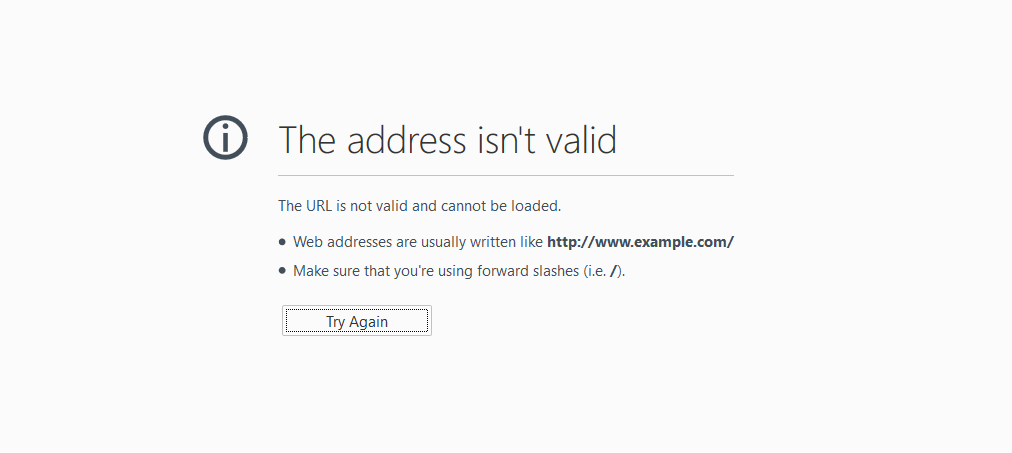 The address isn't valid
The URL is not valid and cannot be loaded.
• Web addresses are usually written like http://www.example.com/
• Make sure that you're using forward slashes (i.e. /).
Try Again